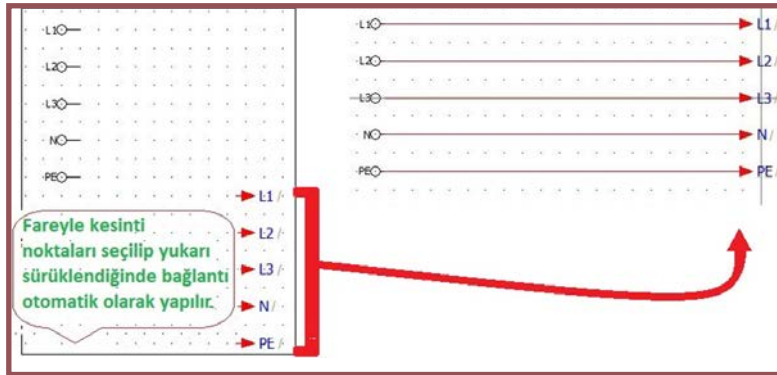 L1
L2
L3
N
PE
L1 /
L2 /
L3 /
N /
PE /
Fareyle kesinti
noktaları seçilip yukarı
sürüklendiğinde bağlantı
otomatik olarak yapılır.
L1
L2
L3
N
PE
L1 /
L2 /
L3 /
N /
PE /